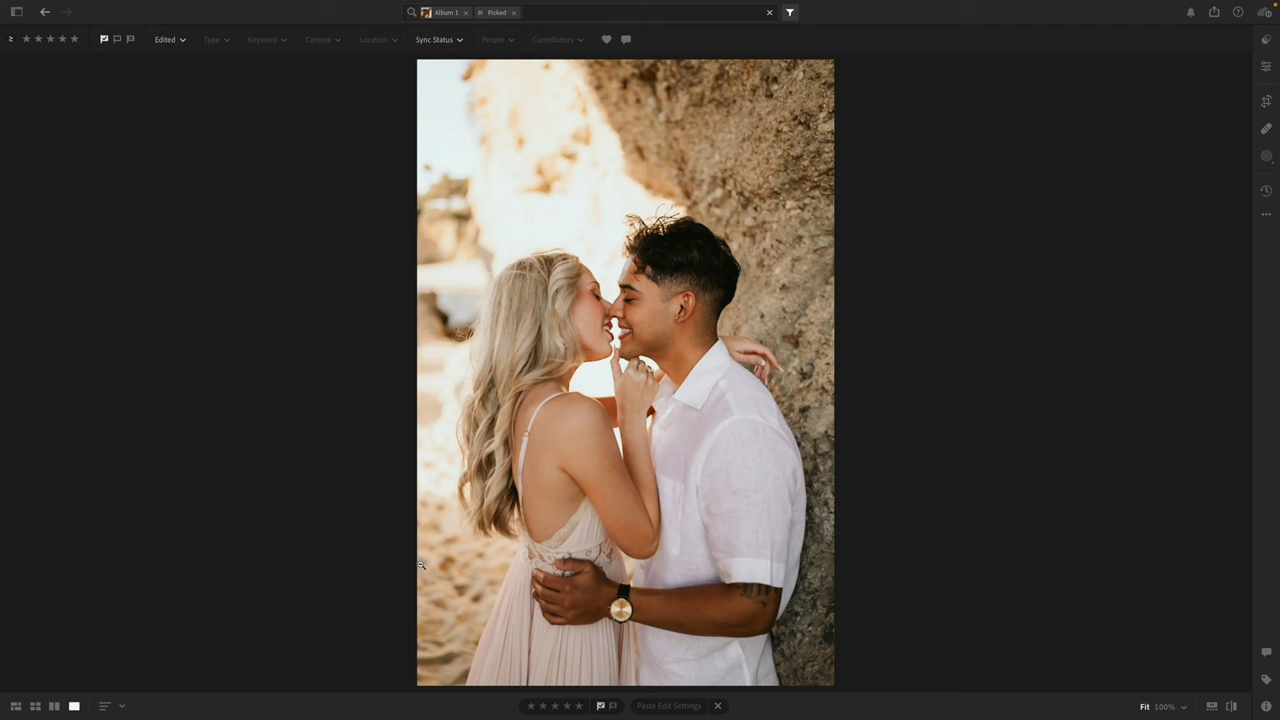 Album 1 Picked
Edited Type Keyword Camera Location Sync Status People Contributors
Paste Edit Settings
Fit 100%